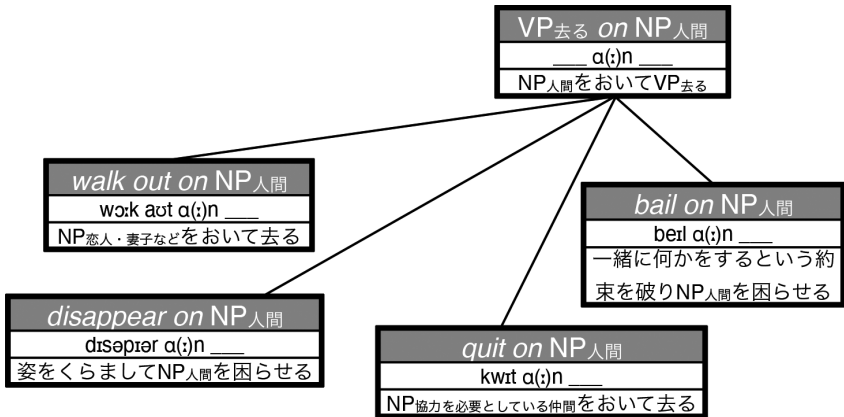 VP去る on NP人間
___ ɑ(ː)n ___
NP人間をおいてVP去る
walk out on NP人間
wɔːk aʊt ɑ(ː)n ___
NP恋人・妻子などをおいて去る
bail on NP人間
beɪl ɑ(ː)n ___
一緒に何かをするという約
束を破りNP人間を困らせる
disappear on NP人間
dɪsəpɪər ɑ(ː)n ___
姿をくらましてNP人間を困らせる
quit on NP人間
kwɪt ɑ(ː)n ___
NP協力を必要としている仲間をおいて去る